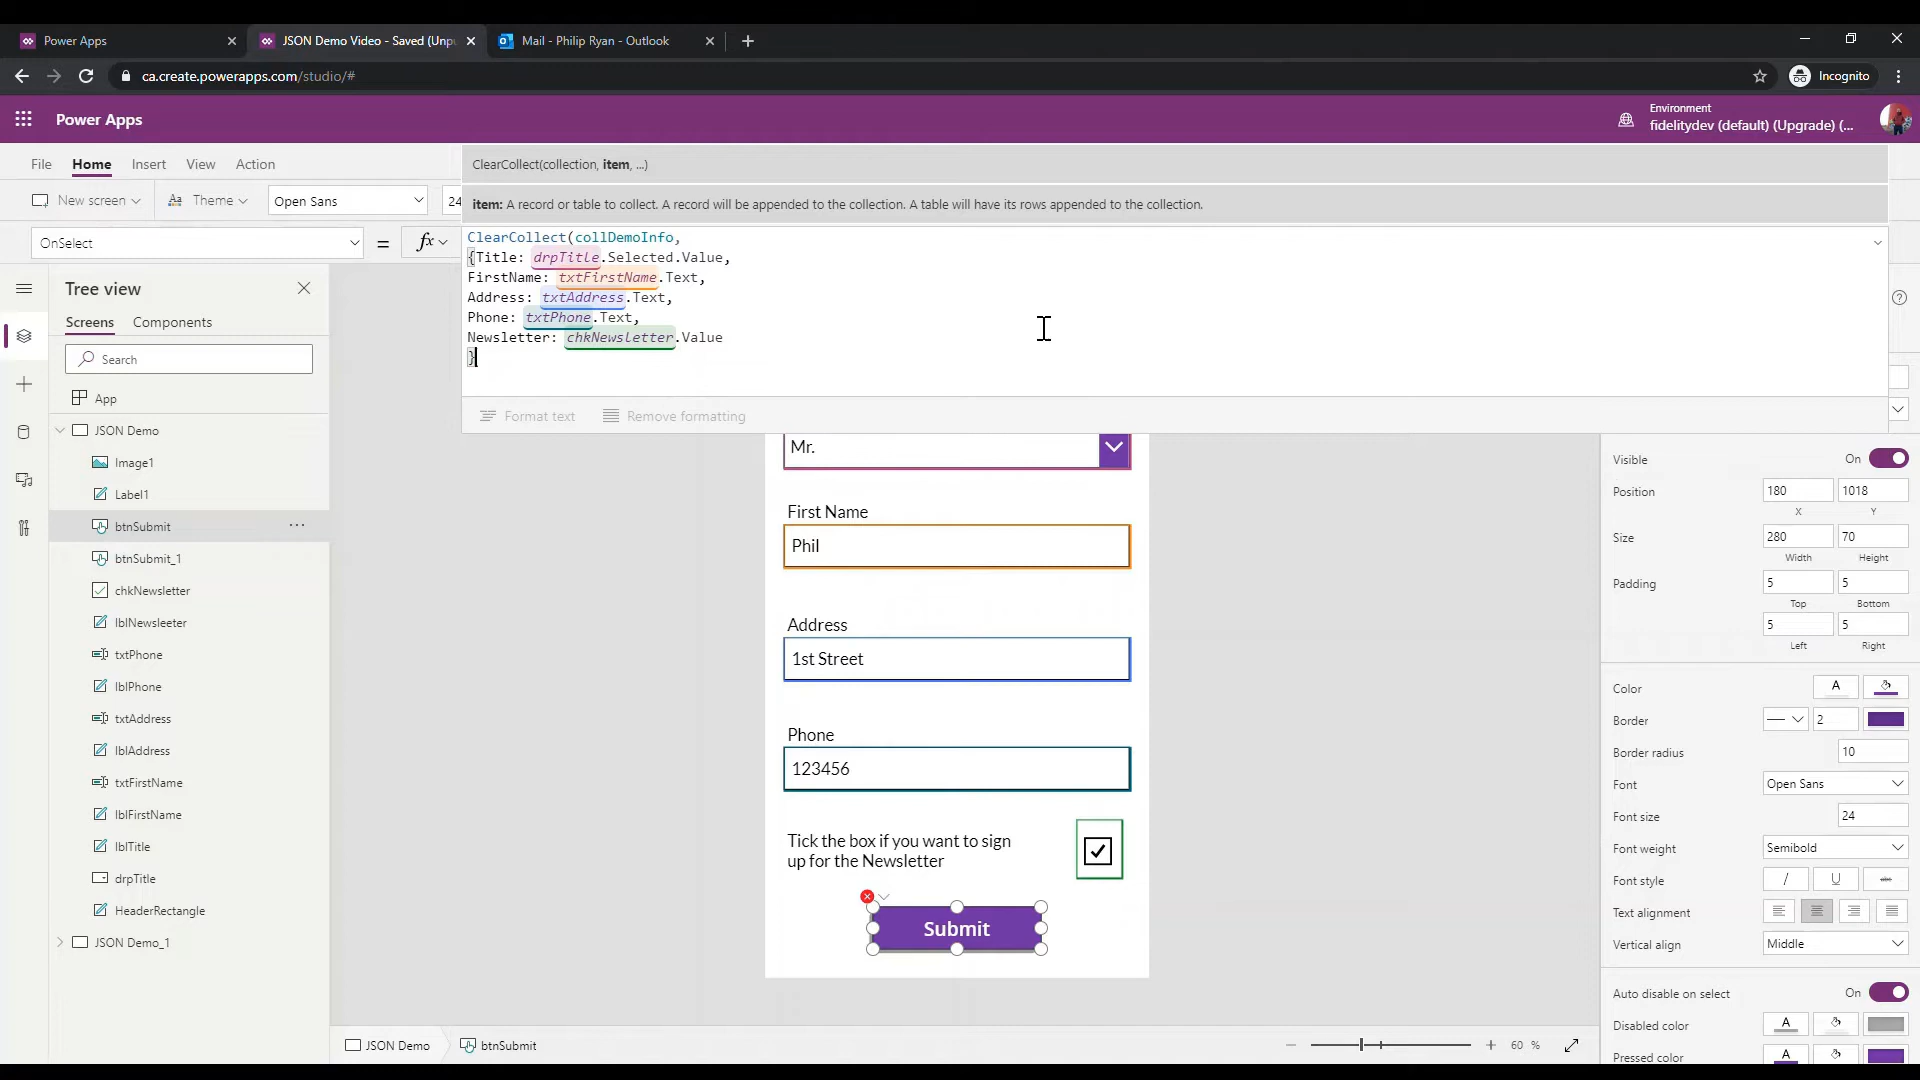 Power Apps
JSON Demo Video - Saved (Unpu
Mail - Philip Ryan - Outlook
ca.create.powerapps.com/studio/#
Incognito
Power Apps
Environment
fidelitydev (default) (Upgrade) (...
File
Home
Insert
View
Action
ClearCollect(collection, item, ...)
New screen
Theme
Open Sans
24
item: A record or table to collect. A record will be appended to the collection. A table will have its rows appended to the collection.
OnSelect
=
fx
ClearCollect(collDemoInfo,
{Title: drpTitle.Selected.Value,
FirstName: txtFirstName.Text,
Address: txtAddress.Text,
Phone: txtPhone.Text,
Newsletter: chkNewsletter.Value
}
Format text
Remove formatting
Tree view
Screens
Components
Search
App
JSON Demo
Image1
Label1
btnSubmit
btnSubmit_1
chkNewsletter
lblNewsleeter
txtPhone
lblPhone
txtAddress
lblAddress
txtFirstName
lblFirstName
lblTitle
drpTitle
HeaderRectangle
JSON Demo_1
Mr.
First Name
Phil
Address
1st Street
Phone
123456
Tick the box if you want to sign
up for the Newsletter
Submit
Visible
On
Position
180
1018
X
Y
Size
280
70
Width
Height
Padding
5
5
Top
Bottom
5
5
Left
Right
Color
A
Border
2
Border radius
10
Font
Open Sans
Font size
24
Font weight
Semibold
Font style
/
U
abc
Text alignment
Vertical align
Middle
Auto disable on select
On
Disabled color
A
Pressed color
A
JSON Demo
btnSubmit
60 %